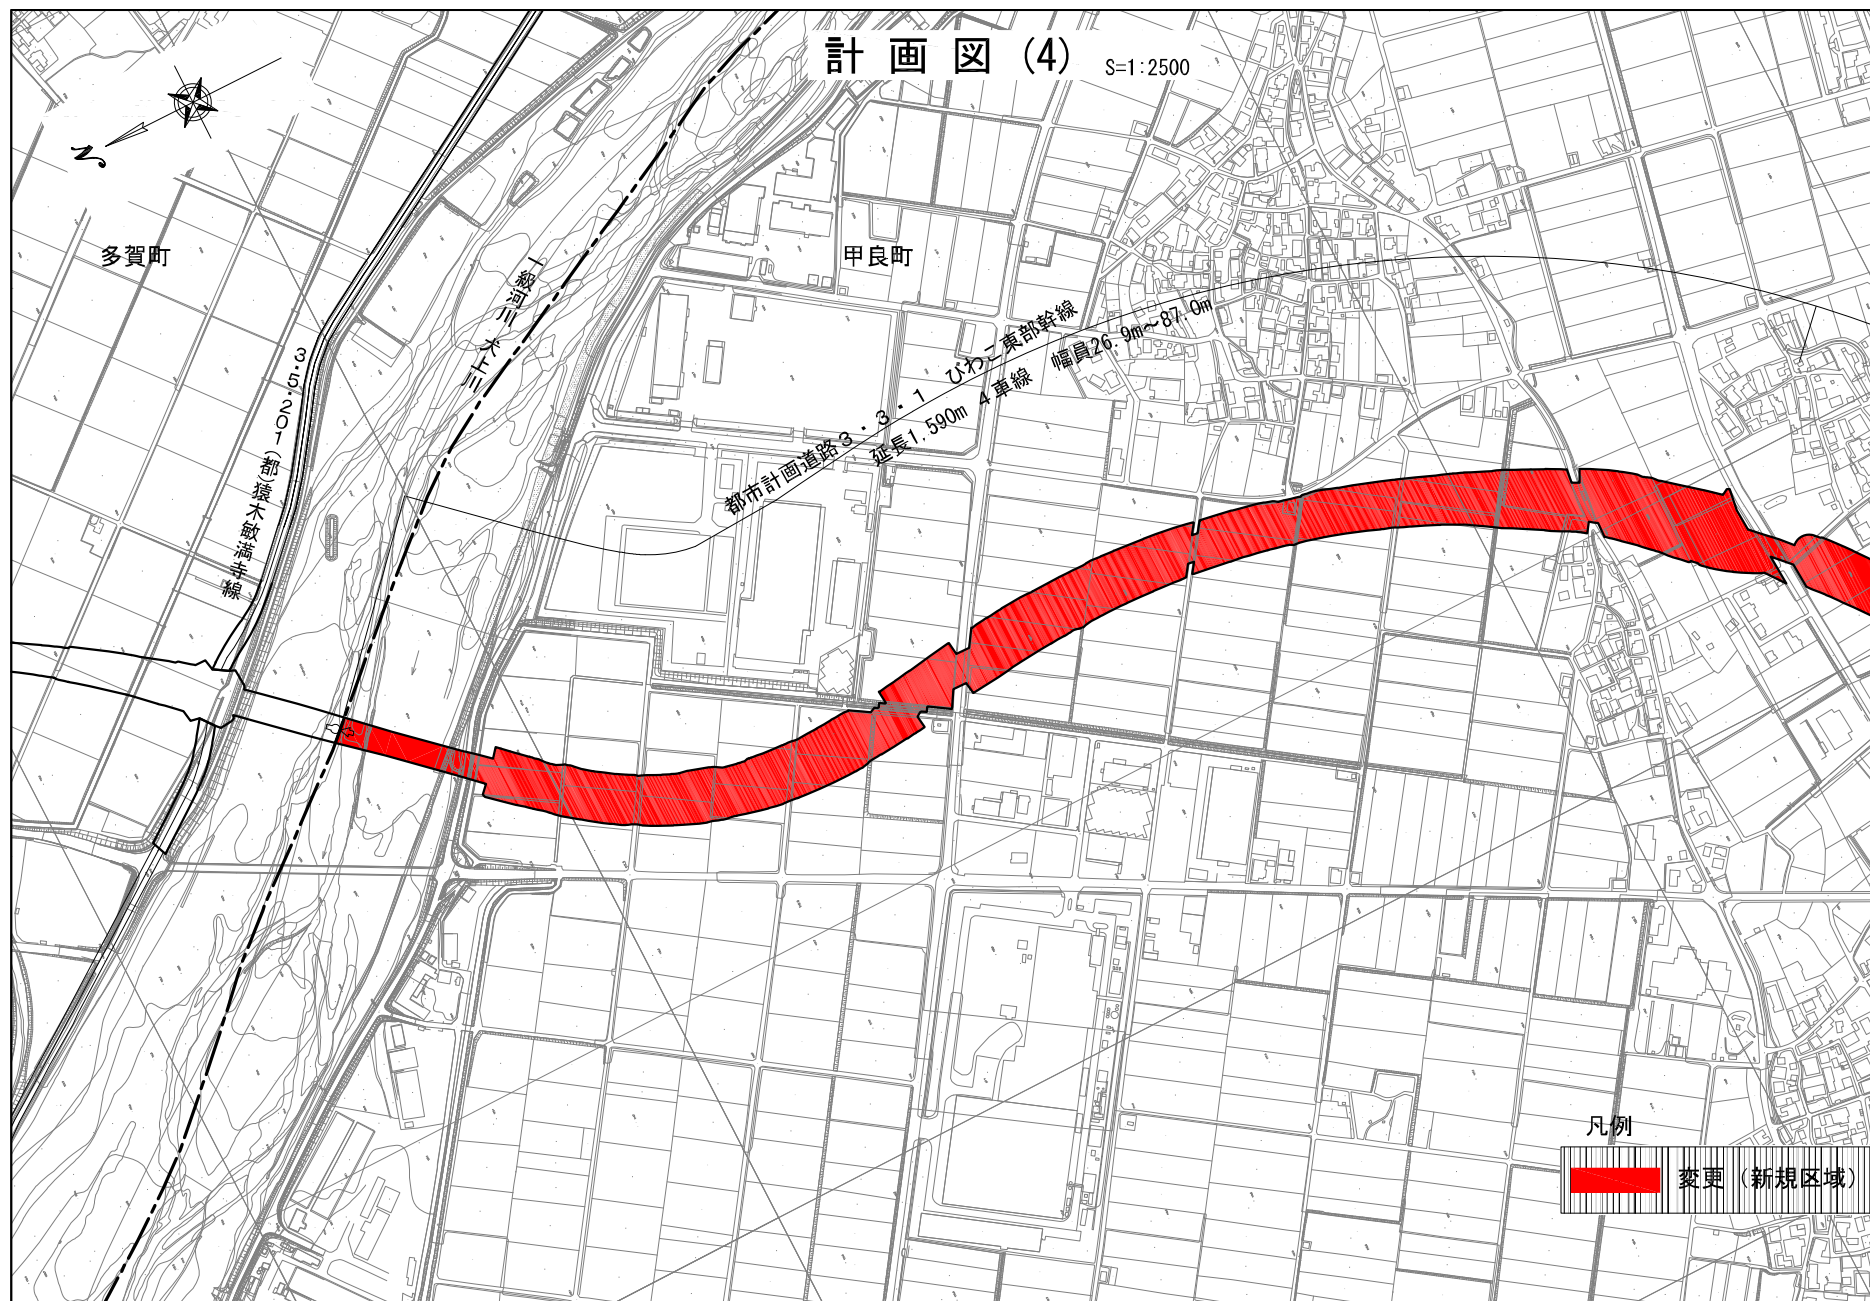 計画図(4) S=1:2500
N
多賀町
甲良町
一級河川 犬上川
3・5・201(都)猿木敏満寺線
都市計画道路3・3・1 びわこ東部幹線
延長1,590m 4車線 幅員26.9m～87.0m
凡例
変更(新規区域)